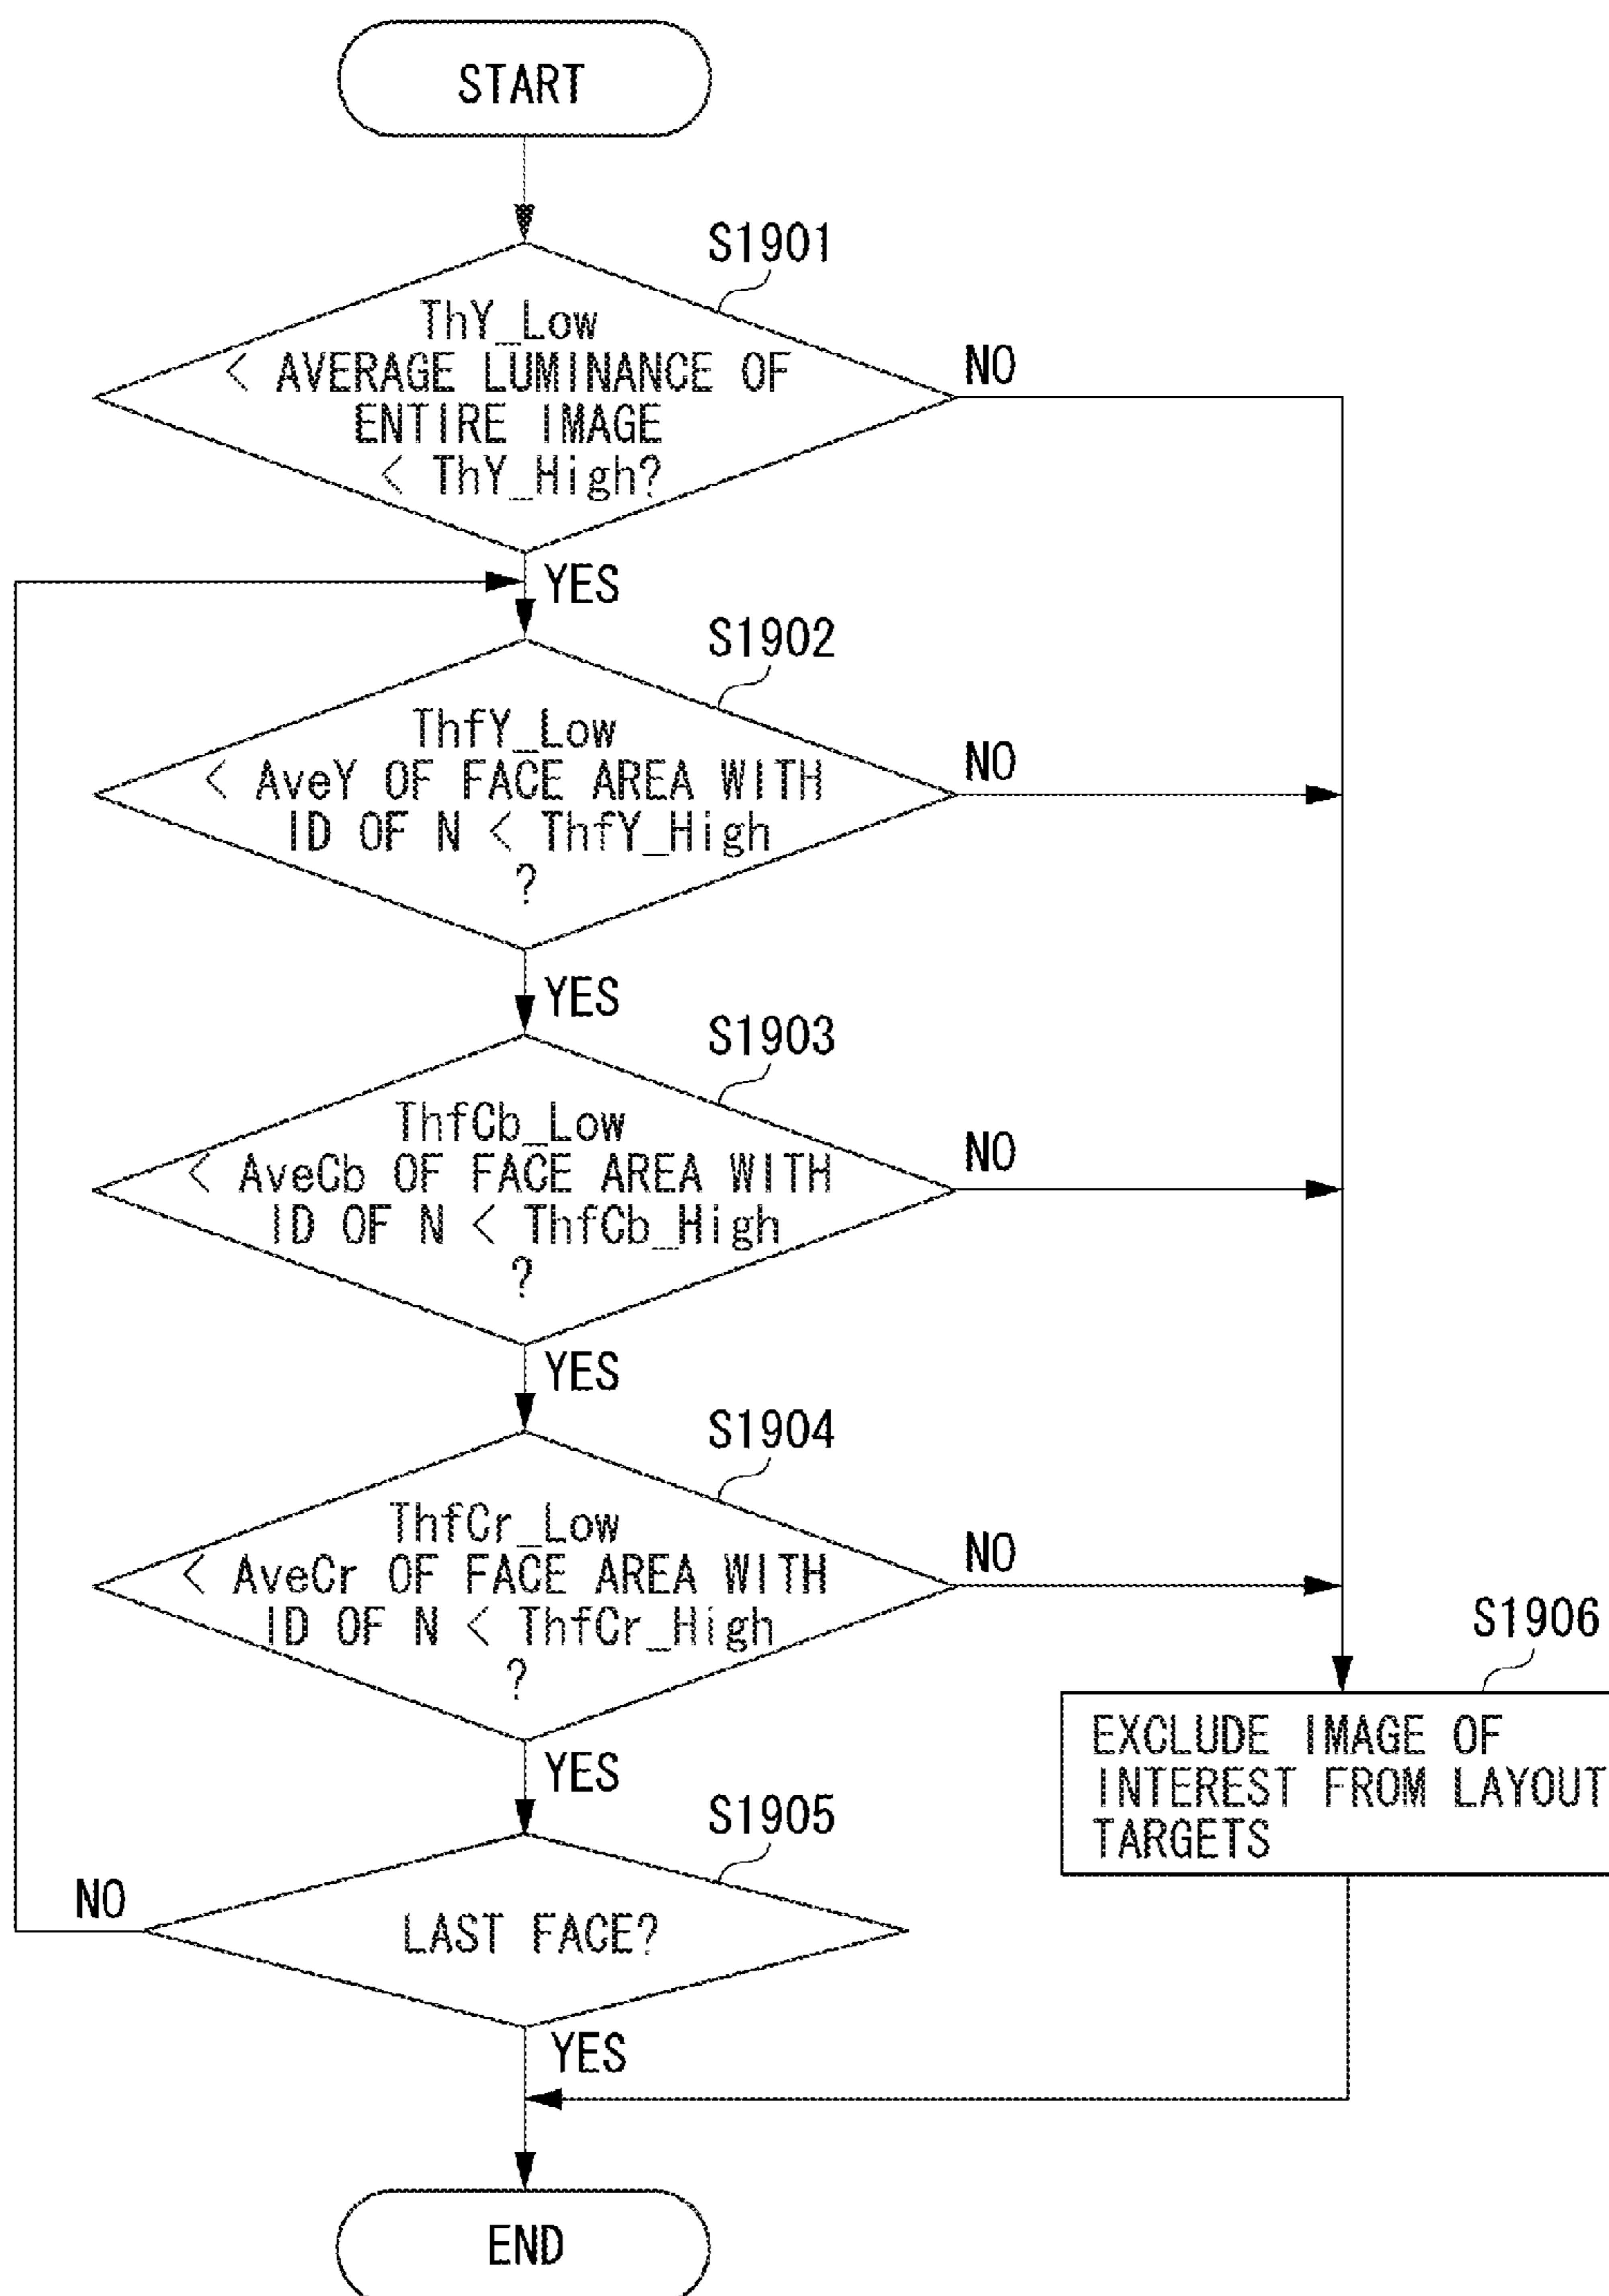 START
S1901
ThY_Low
< AVERAGE LUMINANCE OF
ENTIRE IMAGE
< ThY_High?
NO
YES
S1902
ThfY_Low
< AveY OF FACE AREA WITH
ID OF N < ThfY_High
?
NO
YES
S1903
ThfCb_Low
< AveCb OF FACE AREA WITH
ID OF N < ThfCb_High
?
NO
YES
S1904
ThfCr_Low
< AveCr OF FACE AREA WITH
ID OF N < ThfCr_High
?
NO
YES
S1906
EXCLUDE IMAGE OF
INTEREST FROM LAYOUT
TARGETS
S1905
LAST FACE?
NO
YES
END